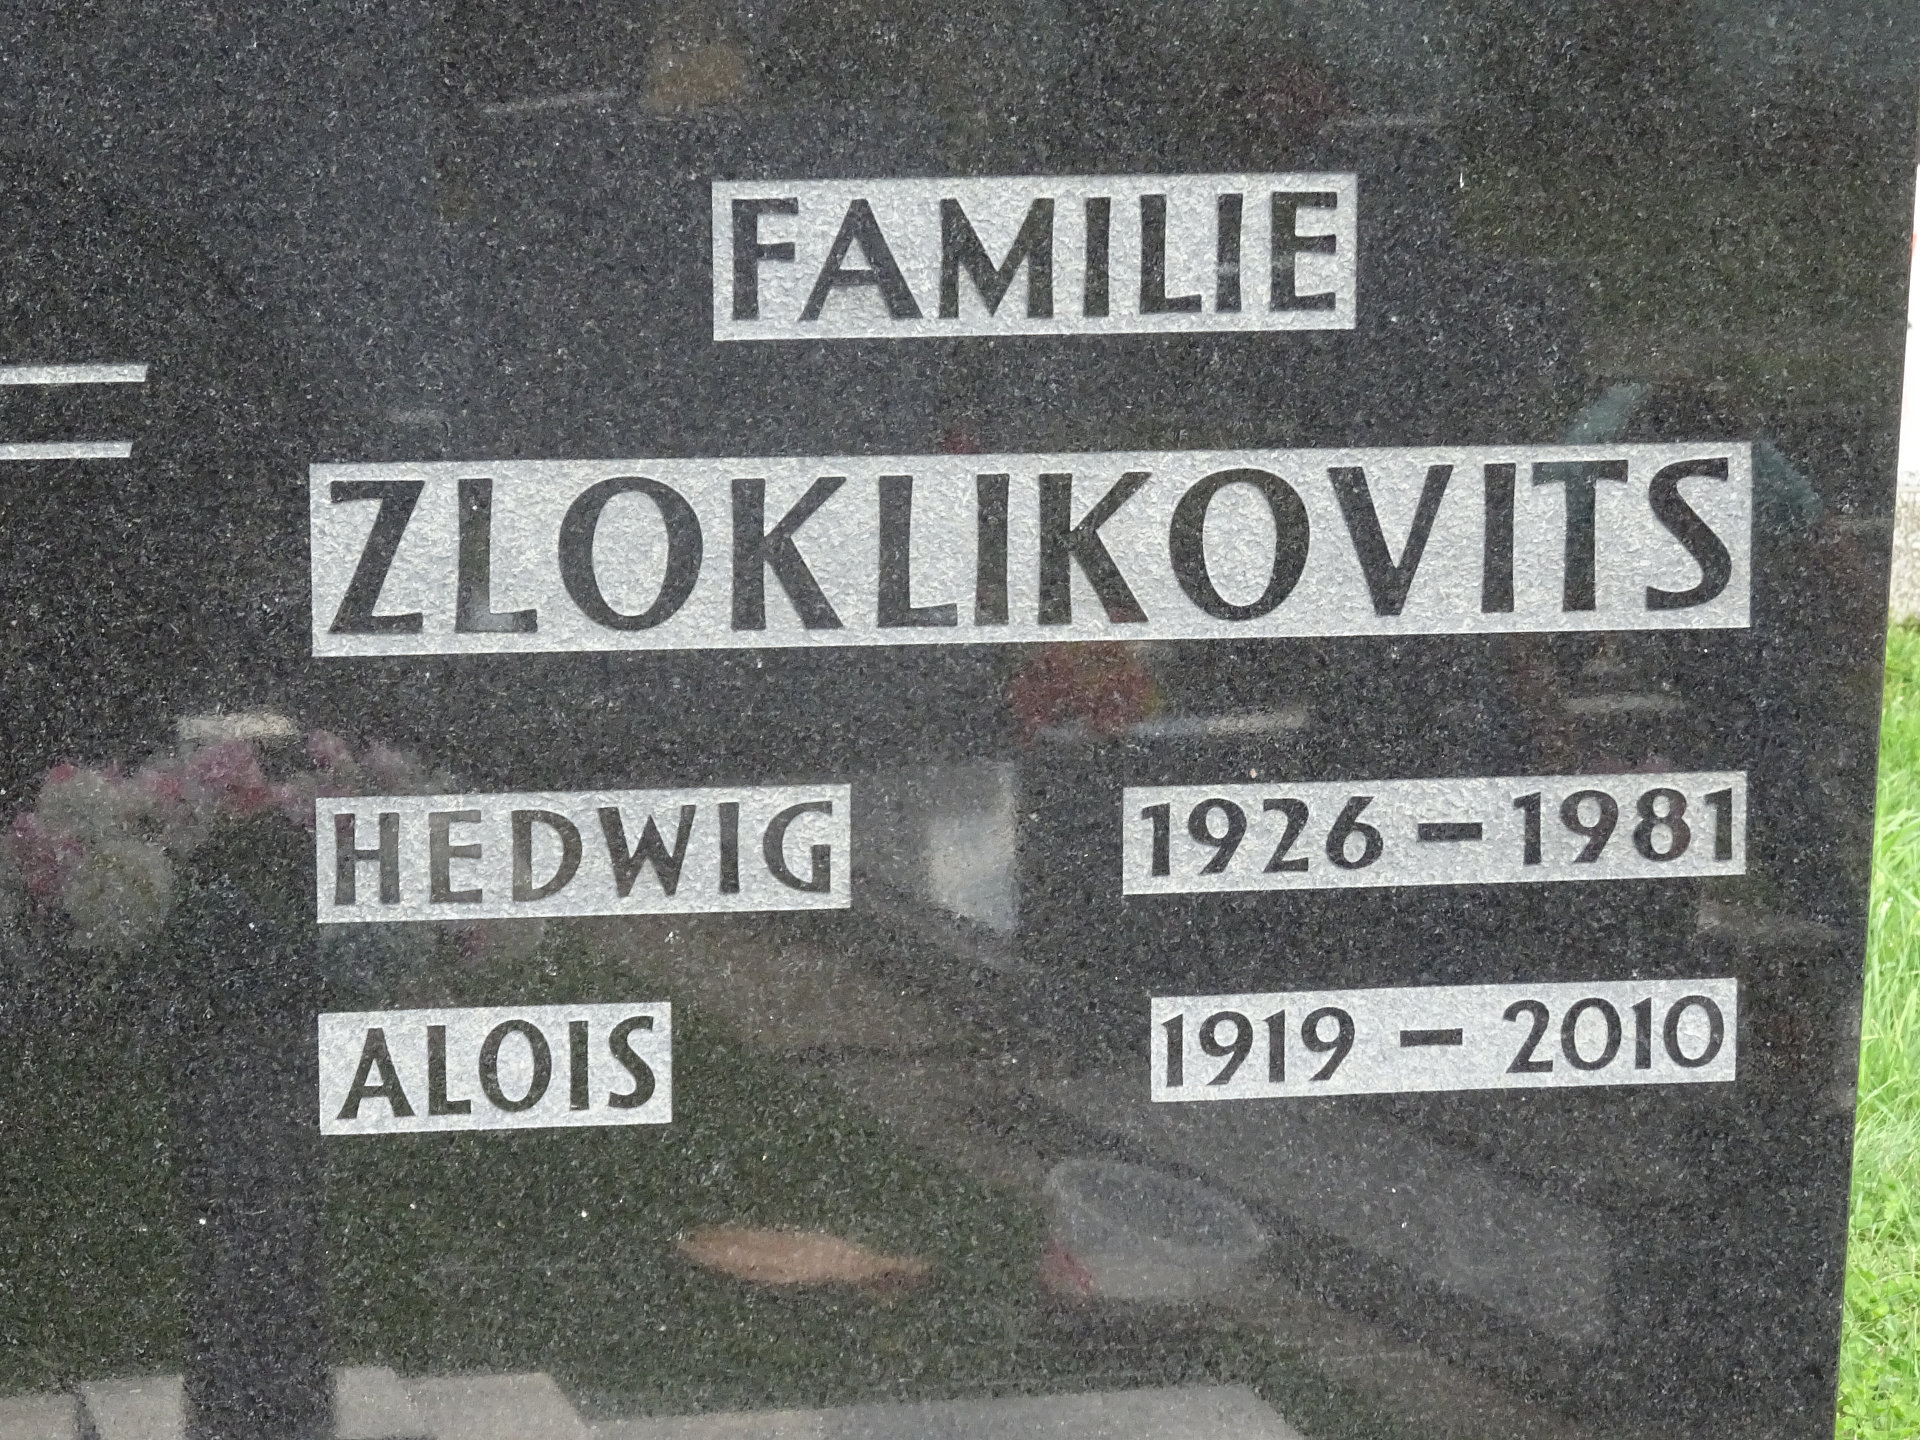 FAMILIE
ZLOKLIKOVITS
HEDWIG 1926 – 1981
ALOIS 1919 – 2010